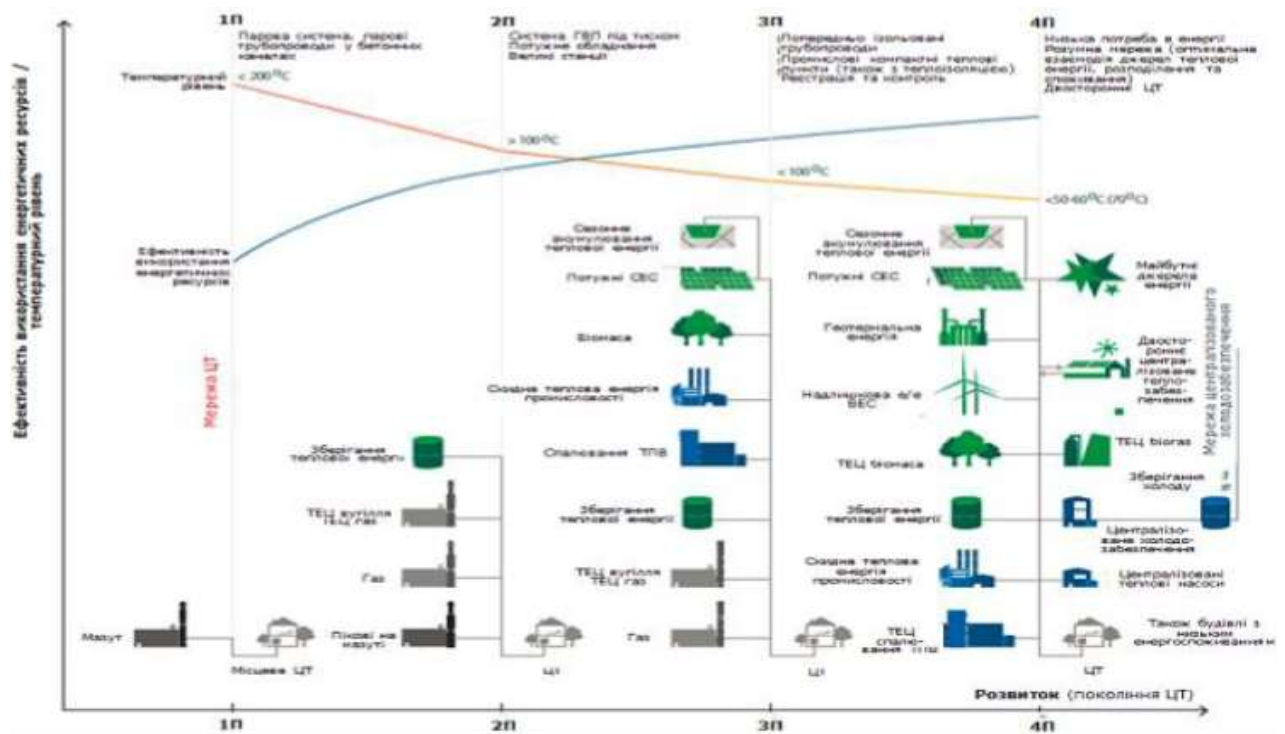 1П
2П
3П
4П
Парова система, парові
трубопроводи у бетонних
каналах
Система ГВП під тиском
Потужне обладнання
Великі станції
Попередньо ізольовані
трубопроводи
Промислові компактні теплові
пункти (також з теплоізоляцією)
Реєстрація та контроль
Низька потреба в енергії
Розумна мережа (оптимальна
взаємодія джерел теплової
енергії, розподілення та
споживання)
Двосторонні ЦТ
Ефективність використання енергетичних ресурсів /
температурний рівень
Температурний
рівень
< 200°C
> 100°C
< 100°C
<50-60°C (70°C)
Ефективність
використання
енергетичних
ресурсів
Мережа ЦТ
Сезонне
акумулювання
теплової енергії
Потужні СЕС
Біомаса
Скидна теплова енергія
промисловості
Спалювання ТПВ
Зберігання
теплової енергії
ТЕЦ вугілля
ТЕЦ газ
Газ
Зберігання
теплової енергії
ТЕЦ вугілля
ТЕЦ газ
Газ
Пікові на
мазуті
Мазут
Місцеве ЦТ
ЦТ
ЦТ
ЦТ
Сезонне
акумулювання
теплової енергії
Потужні СЕС
Геотермальна
енергія
Надлишкова е/е
ВЕС
ТЕЦ біомаса
Зберігання
теплової енергії
Скидна теплова
енергія
промисловості
ТЕЦ
спалю-
вання
Майбутні
джерела
енергії
Двосто-
роннє
централі-
зоване
тепло-
забез-
печення
ТЕЦ біогаз
Зберігання
холоду
Централізо-
ване холодо-
забезпечення
Централізовані
теплові насоси
Також будівлі з
низьким
енергоспоживанням
Мережа централізованого
холодозабезпечення
Розвиток (покоління ЦТ)
1П
2П
3П
4П